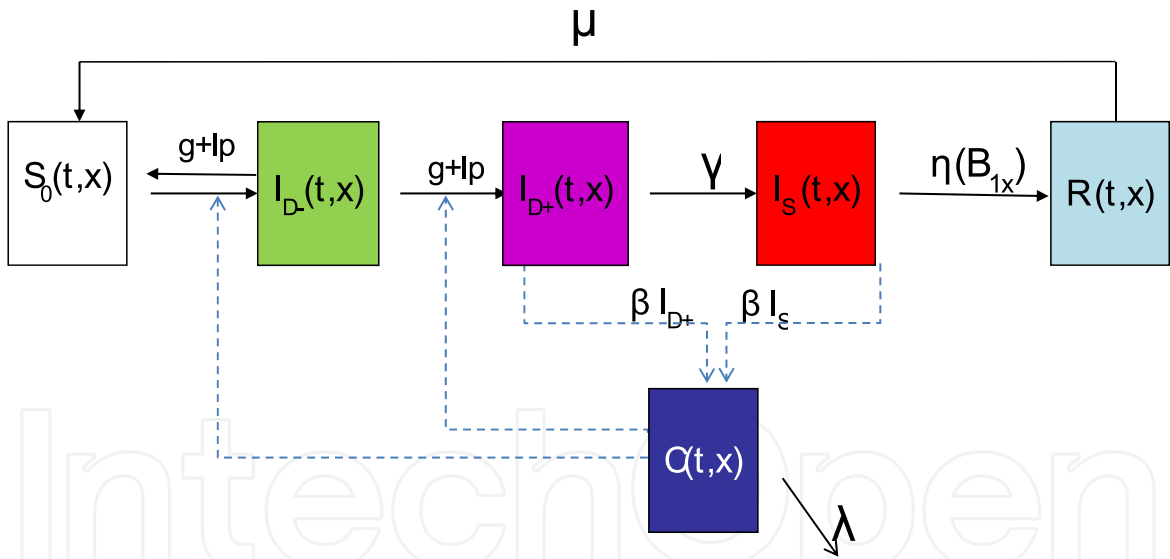 μ
g+Ip
g+Ip
γ
η(B1x)
S0(t,x)
ID-(t,x)
ID+(t,x)
IS(t,x)
R(t,x)
β ID+
β IS
C(t,x)
λ
IntechOpen